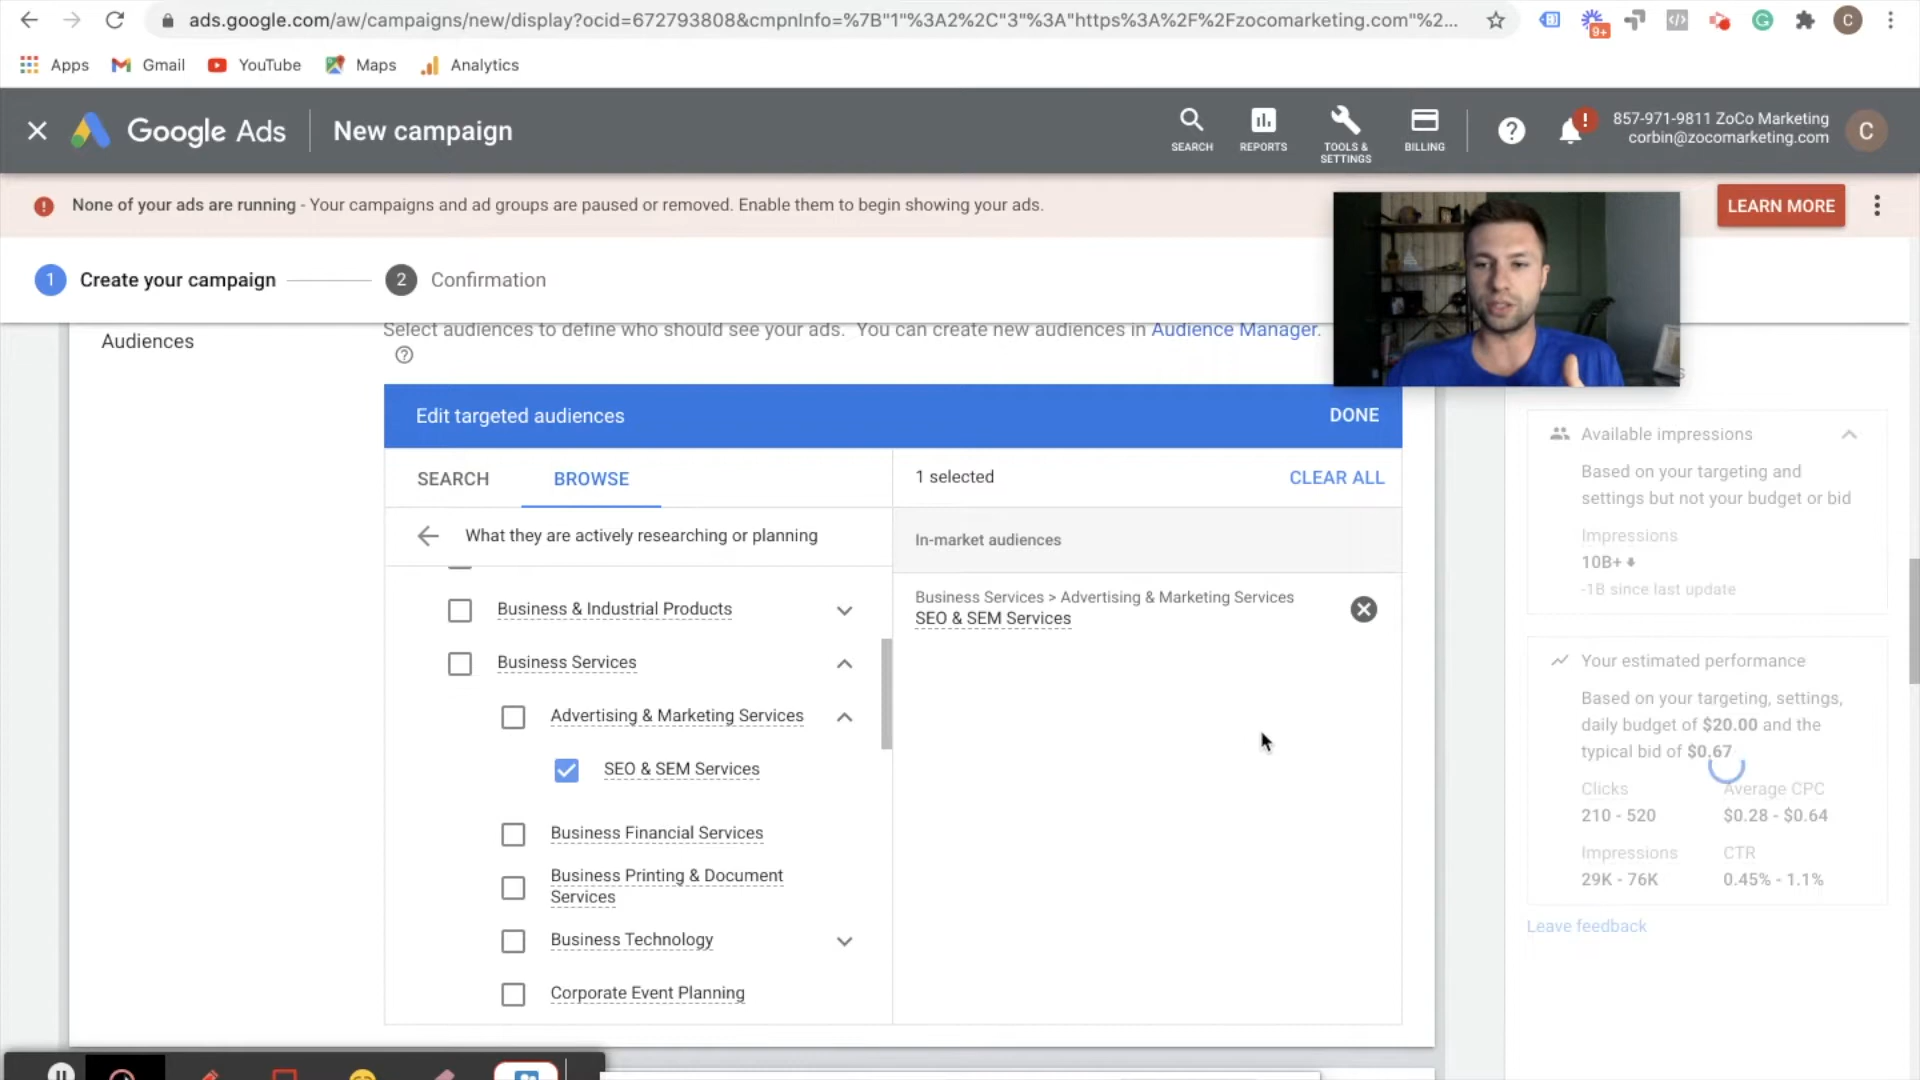 ads.google.com/aw/campaigns/new/display?ocid=672793808&cmpnInfo=%7B"1"%3A2%2C"3"%3A"https%3A%2F%2Fzocomarketing.com"%2...
9+
C
Apps
Gmail
YouTube
Maps
Analytics
Google Ads
New campaign
SEARCH
REPORTS
TOOLS &
SETTINGS
BILLING
?
!
857-971-9811 ZoCo Marketing
corbin@zocomarketing.com
C
None of your ads are running - Your campaigns and ad groups are paused or removed. Enable them to begin showing your ads.
LEARN MORE
1
Create your campaign
2
Confirmation
Audiences
Select audiences to define who should see your ads. You can create new audiences in Audience Manager.
?
Edit targeted audiences
DONE
SEARCH
BROWSE
1 selected
CLEAR ALL
What they are actively researching or planning
In-market audiences
Business & Industrial Products
Business Services > Advertising & Marketing Services
SEO & SEM Services
Business Services
Advertising & Marketing Services
SEO & SEM Services
Business Financial Services
Business Printing & Document
Services
Business Technology
Corporate Event Planning
Available impressions
Based on your targeting and
settings but not your budget or bid
Impressions
10B+
-1B since last update
Your estimated performance
Based on your targeting, settings,
daily budget of $20.00 and the
typical bid of $0.67
Clicks
Average CPC
210 - 520
$0.28 - $0.64
Impressions
CTR
29K - 76K
0.45% - 1.1%
Leave feedback